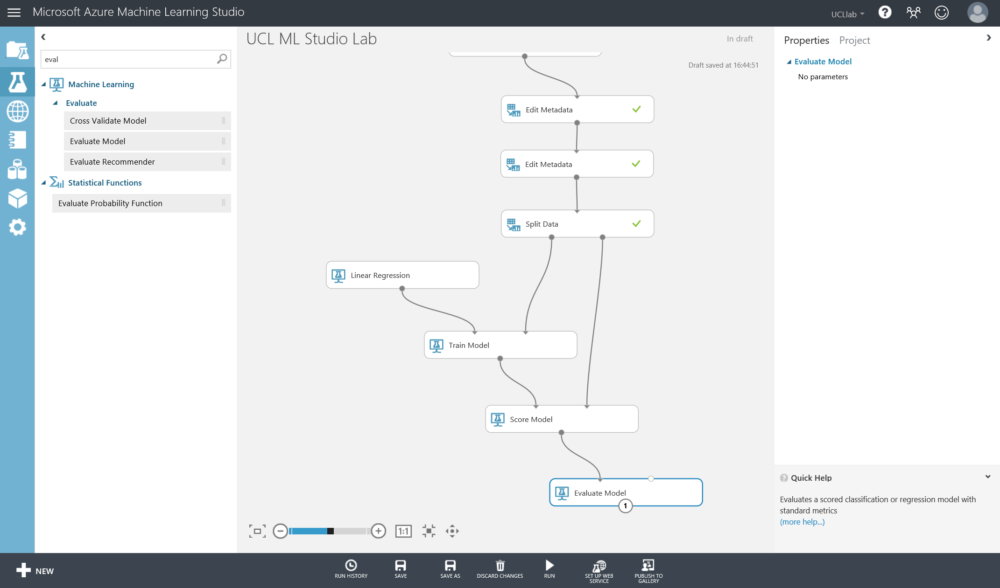 Microsoft Azure Machine Learning Studio
UCLlab
?
eval
Machine Learning
Evaluate
Cross Validate Model
Evaluate Model
Evaluate Recommender
Statistical Functions
Evaluate Probability Function
UCL ML Studio Lab
In draft
Draft saved at 16:44:51
Edit Metadata
Edit Metadata
Split Data
Linear Regression
Train Model
Score Model
Evaluate Model
1
1:1
Properties Project
Evaluate Model
No parameters
? Quick Help
Evaluates a scored classification or regression model with
standard metrics
(more help...)
NEW
RUN HISTORY
SAVE
SAVE AS
DISCARD CHANGES
RUN
SET UP WEB
SERVICE
PUBLISH TO
GALLERY